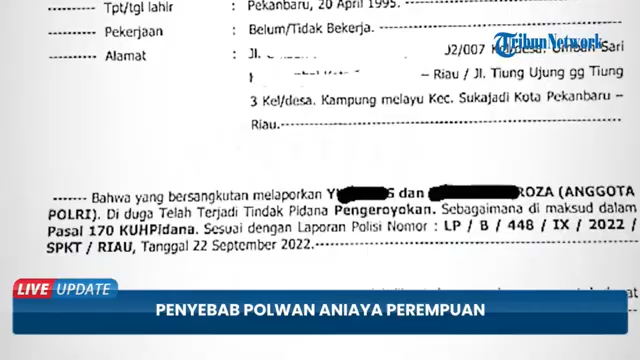 Tpt/tgl lahir : Pekanbaru, 20 April 1995.
Pekerjaan : Belum/Tidak Bekerja.
Alamat : Jl. J2/007 Kel/desa. Sari
TribunNetwork
– Riau / Jl. Tiung Ujung gg Tiung
3 Kel/desa. Kampung melayu Kec. Sukajadi Kota Pekanbaru –
Riau.
Bahwa yang bersangkutan melaporkan Y S dan ROZA (ANGGOTA
POLRI). Di duga Telah Terjadi Tindak Pidana Pengeroyokan. Sebagaimana di maksud dalam
Pasal 170 KUHPidana. Sesuai dengan Laporan Polisi Nomor : LP / B / 448 / IX / 2022 /
SPKT / RIAU, Tanggal 22 September 2022.
LIVE UPDATE
PENYEBAB POLWAN ANIAYA PEREMPUAN